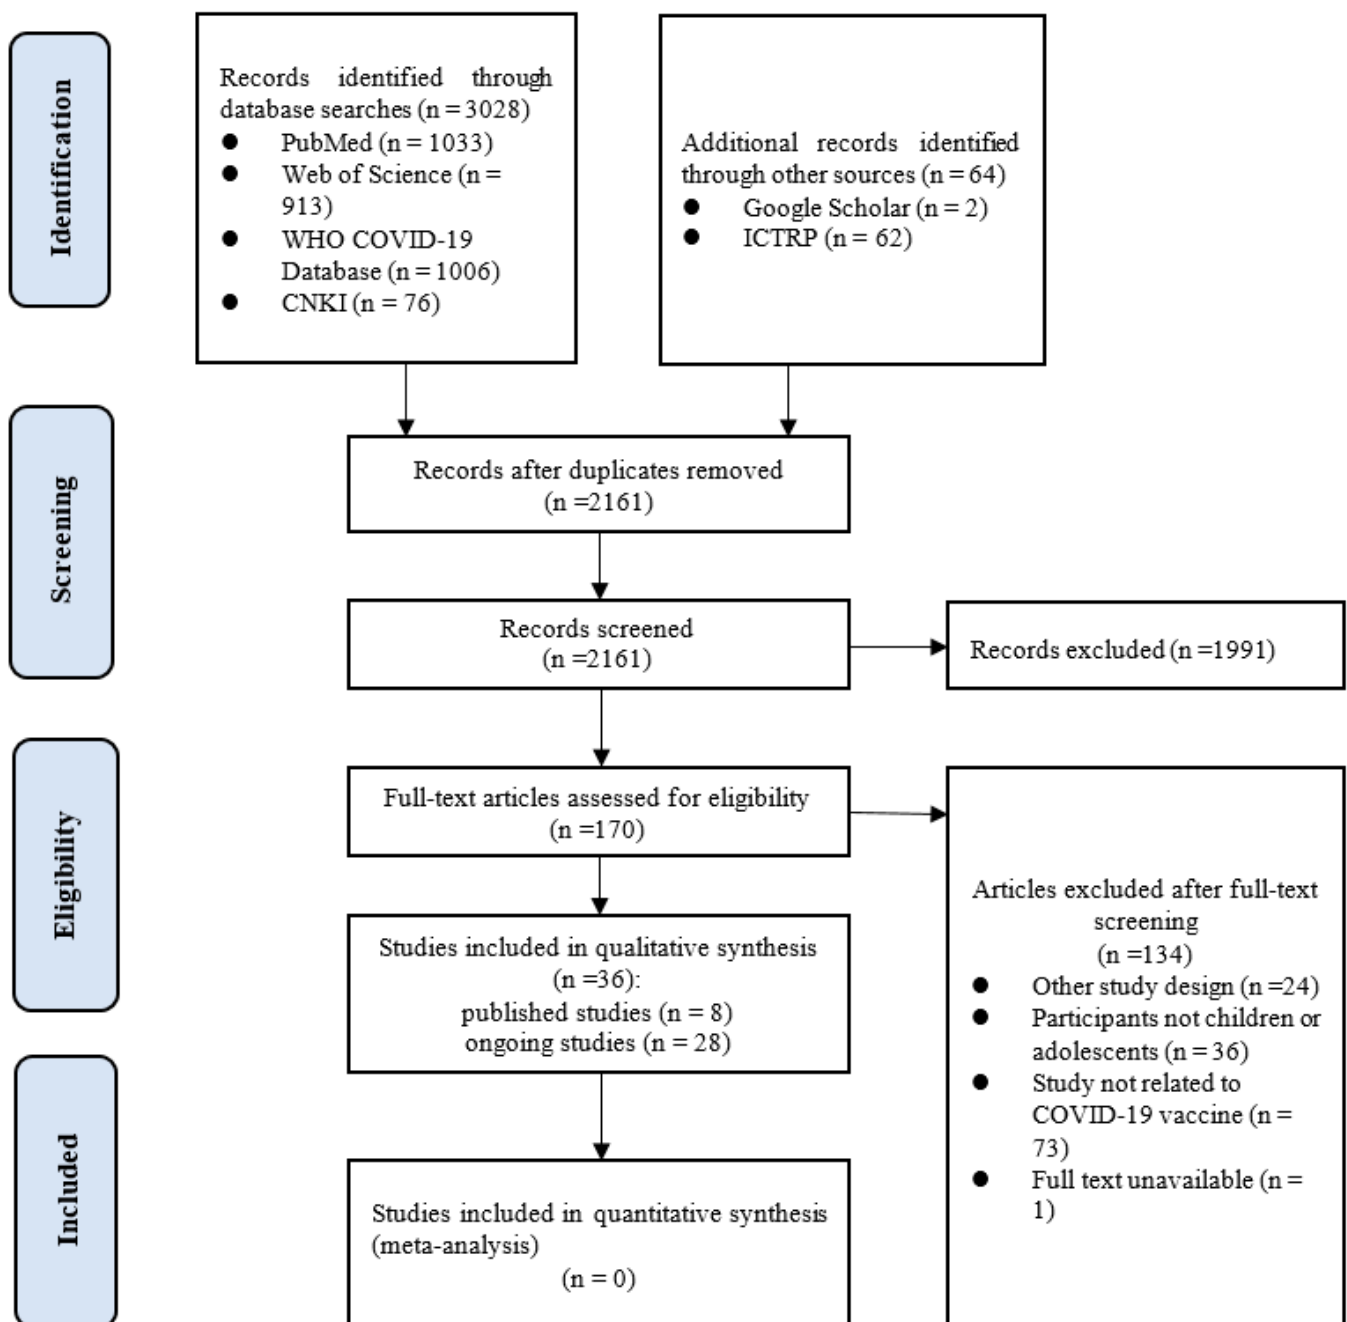 Identification
Records identified through
database searches (n = 3028)
● PubMed (n = 1033)
● Web of Science (n =
913)
● WHO COVID-19
Database (n = 1006)
● CNKI (n = 76)
Additional records identified
through other sources (n = 64)
● Google Scholar (n = 2)
● ICTRP (n = 62)
Screening
Records after duplicates removed
(n =2161)
Records screened
(n =2161)
Records excluded (n =1991)
Eligibility
Full-text articles assessed for eligibility
(n =170)
Articles excluded after full-text
screening
(n =134)
● Other study design (n =24)
● Participants not children or
adolescents (n = 36)
● Study not related to
COVID-19 vaccine (n =
73)
● Full text unavailable (n =
1)
Studies included in qualitative synthesis
(n =36):
published studies (n = 8)
ongoing studies (n = 28)
Included
Studies included in quantitative synthesis
(meta-analysis)
(n = 0)